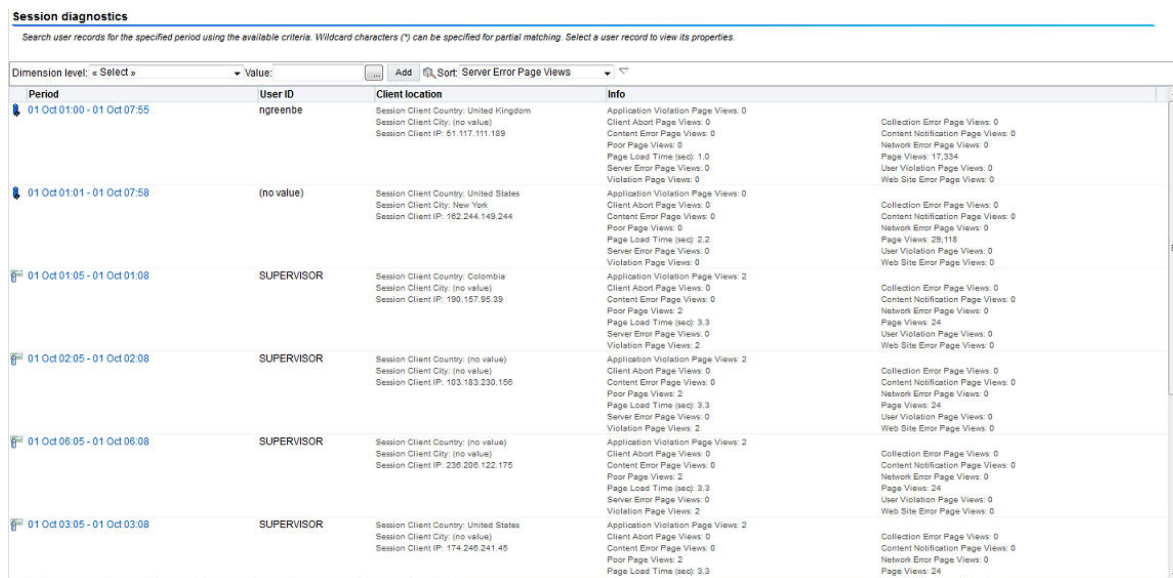 Session diagnostics
Search user records for the specified period using the available criteria. Wildcard characters (*) can be specified for partial matching. Select a user record to view its properties.
Dimension level: « Select » Value: ... Add Sort: Server Error Page Views
Period User ID Client location Info
01 Oct 01:00 - 01 Oct 07:55 ngreenbe Session Client Country: United Kingdom Application Violation Page Views: 0
Session Client City: (no value) Client Abort Page Views: 0 Collection Error Page Views: 0
Session Client IP: 51.117.111.189 Content Error Page Views: 0 Content Notification Page Views: 0
Poor Page Views: 0 Network Error Page Views: 0
Page Load Time (sec): 1.0 Page Views: 17,334
Server Error Page Views: 0 User Violation Page Views: 0
Violation Page Views: 0 Web Site Error Page Views: 0
01 Oct 01:01 - 01 Oct 07:58 (no value) Session Client Country: United States Application Violation Page Views: 0
Session Client City: New York Client Abort Page Views: 0 Collection Error Page Views: 0
Session Client IP: 162.244.149.244 Content Error Page Views: 0 Content Notification Page Views: 0
Poor Page Views: 0 Network Error Page Views: 0
Page Load Time (sec): 2.2 Page Views: 29,118
Server Error Page Views: 0 User Violation Page Views: 0
Violation Page Views: 0 Web Site Error Page Views: 0
01 Oct 01:05 - 01 Oct 01:08 SUPERVISOR Session Client Country: Colombia Application Violation Page Views: 2
Session Client City: (no value) Client Abort Page Views: 0 Collection Error Page Views: 0
Session Client IP: 190.157.95.39 Content Error Page Views: 0 Content Notification Page Views: 0
Poor Page Views: 2 Network Error Page Views: 0
Page Load Time (sec): 3.3 Page Views: 24
Server Error Page Views: 0 User Violation Page Views: 0
Violation Page Views: 2 Web Site Error Page Views: 0
01 Oct 02:05 - 01 Oct 02:08 SUPERVISOR Session Client Country: (no value) Application Violation Page Views: 2
Session Client City: (no value) Client Abort Page Views: 0 Collection Error Page Views: 0
Session Client IP: 103.183.230.156 Content Error Page Views: 0 Content Notification Page Views: 0
Poor Page Views: 2 Network Error Page Views: 0
Page Load Time (sec): 3.3 Page Views: 24
Server Error Page Views: 0 User Violation Page Views: 0
Violation Page Views: 2 Web Site Error Page Views: 0
01 Oct 06:05 - 01 Oct 06:08 SUPERVISOR Session Client Country: (no value) Application Violation Page Views: 2
Session Client City: (no value) Client Abort Page Views: 0 Collection Error Page Views: 0
Session Client IP: 236.206.122.175 Content Error Page Views: 0 Content Notification Page Views: 0
Poor Page Views: 2 Network Error Page Views: 0
Page Load Time (sec): 3.3 Page Views: 24
Server Error Page Views: 0 User Violation Page Views: 0
Violation Page Views: 2 Web Site Error Page Views: 0
01 Oct 03:05 - 01 Oct 03:08 SUPERVISOR Session Client Country: United States Application Violation Page Views: 2
Session Client City: (no value) Client Abort Page Views: 0 Collection Error Page Views: 0
Session Client IP: 174.246.241.45 Content Error Page Views: 0 Content Notification Page Views: 0
Poor Page Views: 2 Network Error Page Views: 0
Page Load Time (sec): 3.3 Page Views: 24